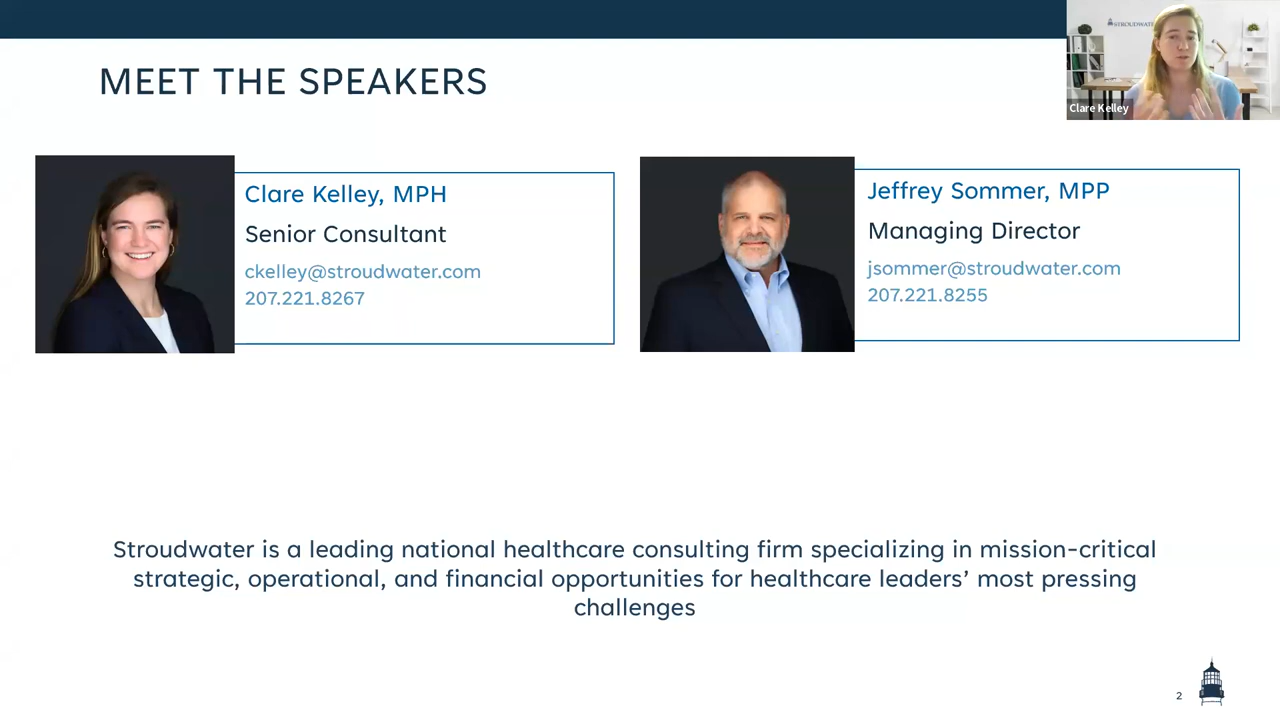 MEET THE SPEAKERS
STROUDWATER
Clare Kelley
Clare Kelley, MPH
Senior Consultant
ckelley@stroudwater.com
207.221.8267
Jeffrey Sommer, MPP
Managing Director
jsommer@stroudwater.com
207.221.8255
Stroudwater is a leading national healthcare consulting firm specializing in mission-critical
strategic, operational, and financial opportunities for healthcare leaders’ most pressing
challenges
2